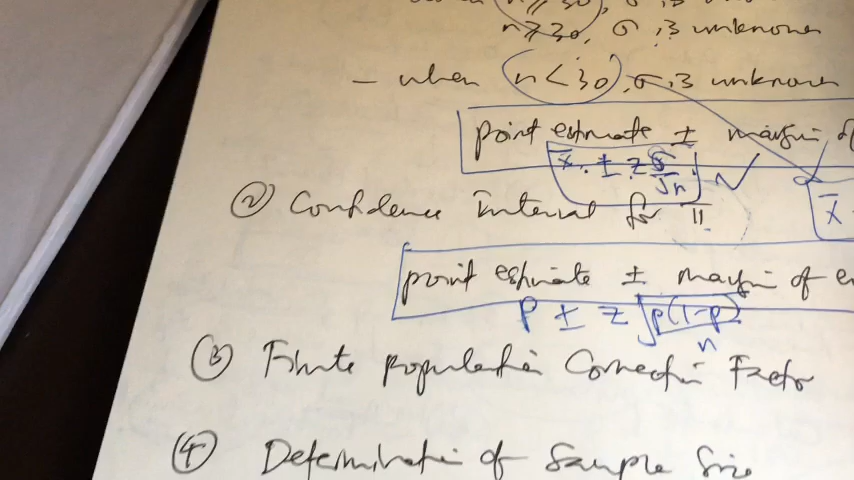 n ≥ 30, σ is unknown
— when n < 30, σ is unknown
point estimate ± margin of
x̄ ± z s/√n
② Confidence Interval for π
x̄
point estimate ± margin of e
p ± z √p(1-p)/n
③ Finite population Correction Factor
④ Determination of Sample Size